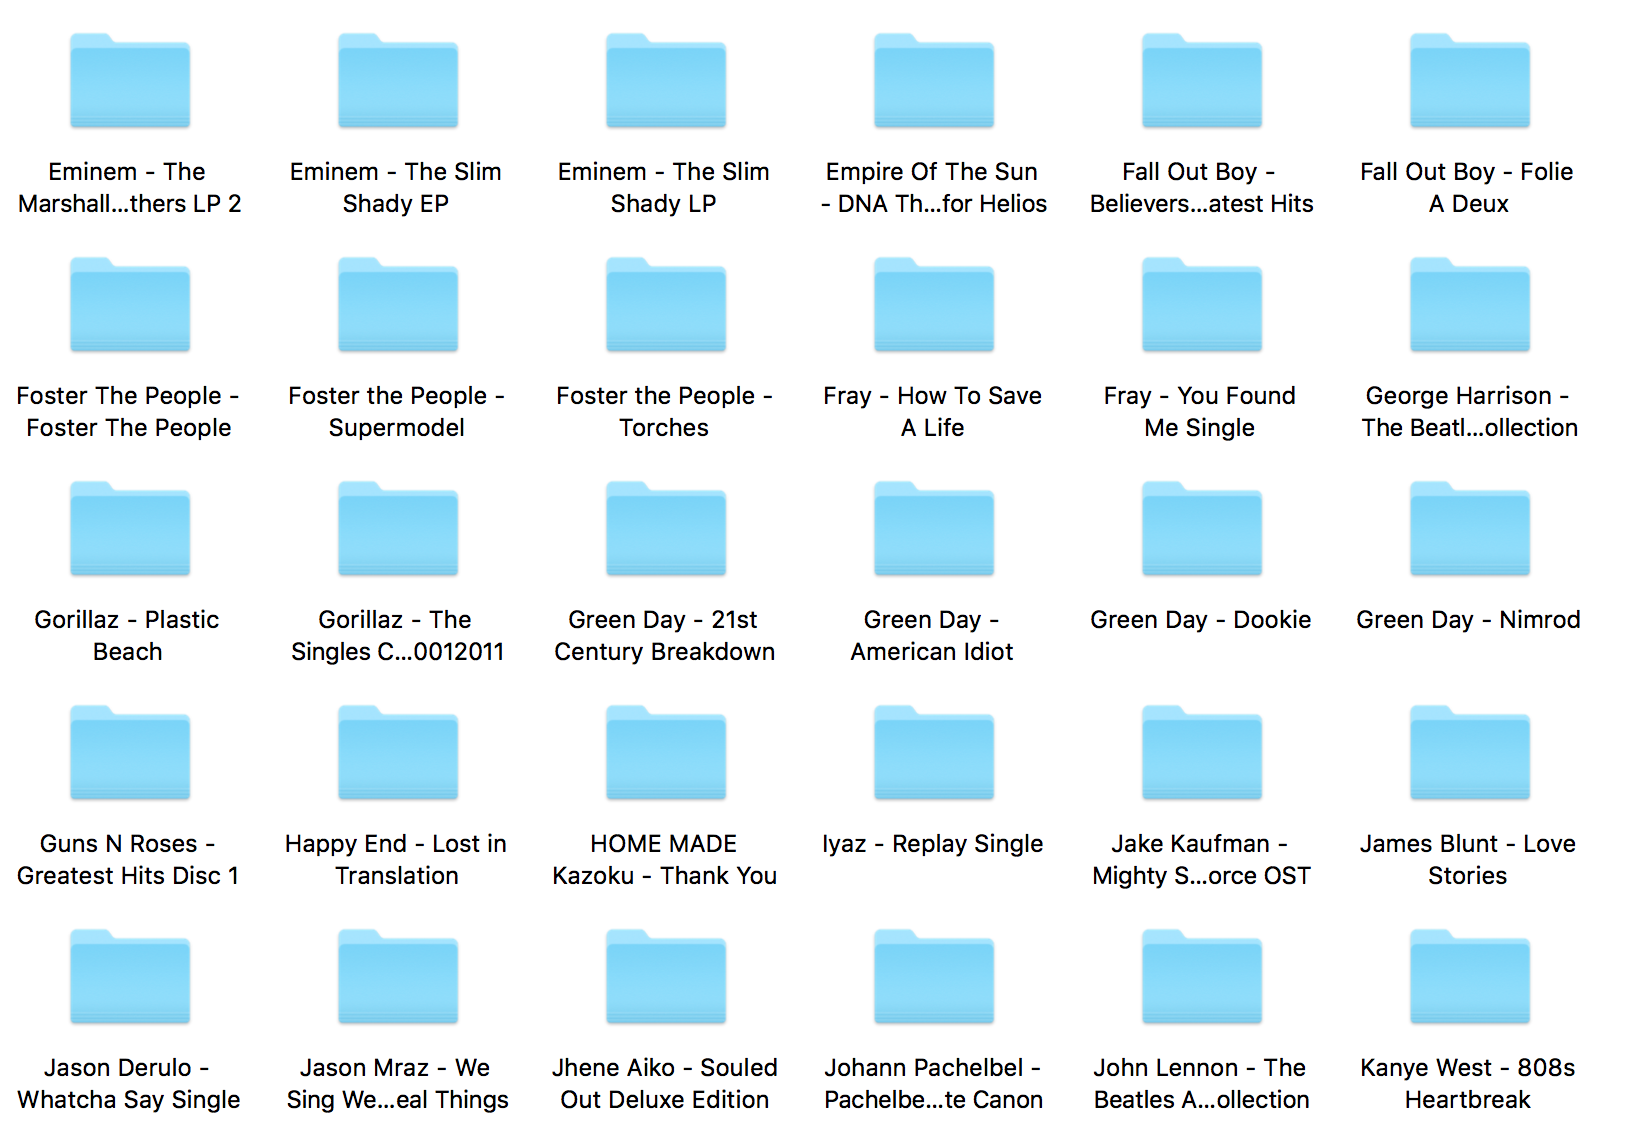 Eminem - The
Marshall...thers LP 2
Eminem - The Slim
Shady EP
Eminem - The Slim
Shady LP
Empire Of The Sun
- DNA Th...for Helios
Fall Out Boy -
Believers...atest Hits
Fall Out Boy - Folie
A Deux
Foster The People -
Foster The People
Foster the People -
Supermodel
Foster the People -
Torches
Fray - How To Save
A Life
Fray - You Found
Me Single
George Harrison -
The Beatl...ollection
Gorillaz - Plastic
Beach
Gorillaz - The
Singles C...0012011
Green Day - 21st
Century Breakdown
Green Day -
American Idiot
Green Day - Dookie
Green Day - Nimrod
Guns N Roses -
Greatest Hits Disc 1
Happy End - Lost in
Translation
HOME MADE
Kazoku - Thank You
Iyaz - Replay Single
Jake Kaufman -
Mighty S...orce OST
James Blunt - Love
Stories
Jason Derulo -
Whatcha Say Single
Jason Mraz - We
Sing We...eal Things
Jhene Aiko - Souled
Out Deluxe Edition
Johann Pachelbel -
Pachelbe...te Canon
John Lennon - The
Beatles A...ollection
Kanye West - 808s
Heartbreak